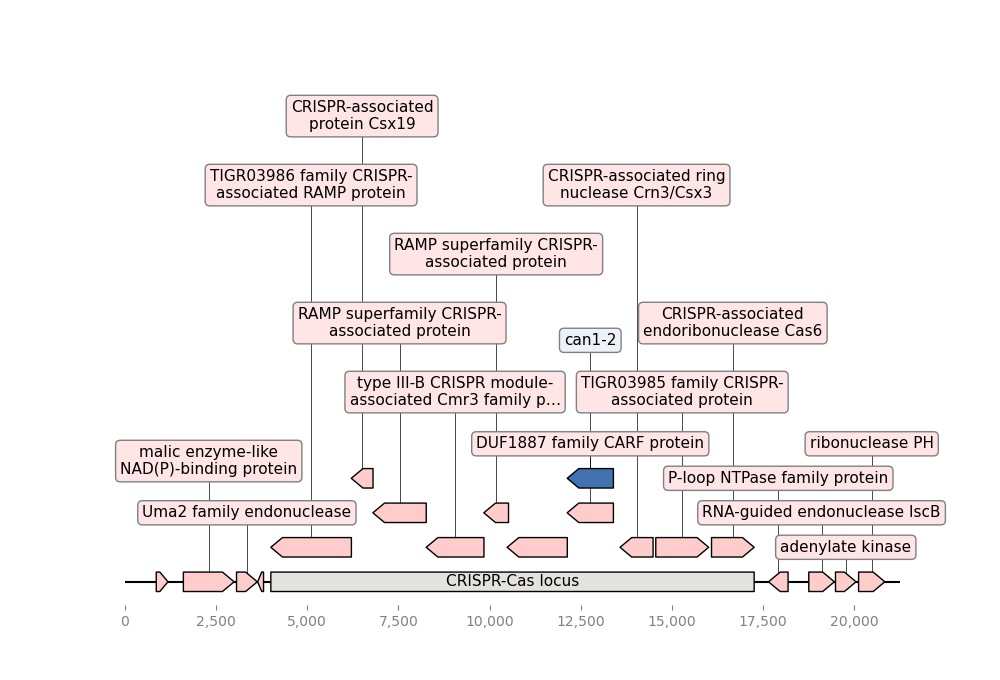 CRISPR-associated
protein Csx19
TIGR03986 family CRISPR-
associated RAMP protein
CRISPR-associated ring
nuclease Crn3/Csx3
RAMP superfamily CRISPR-
associated protein
RAMP superfamily CRISPR-
associated protein
CRISPR-associated
endoribonuclease Cas6
can1-2
type III-B CRISPR module-
associated Cmr3 family p…
TIGR03985 family CRISPR-
associated protein
DUF1887 family CARF protein
ribonuclease PH
malic enzyme-like
NAD(P)-binding protein
P-loop NTPase family protein
Uma2 family endonuclease
RNA-guided endonuclease IscB
adenylate kinase
CRISPR-Cas locus
0
2,500
5,000
7,500
10,000
12,500
15,000
17,500
20,000